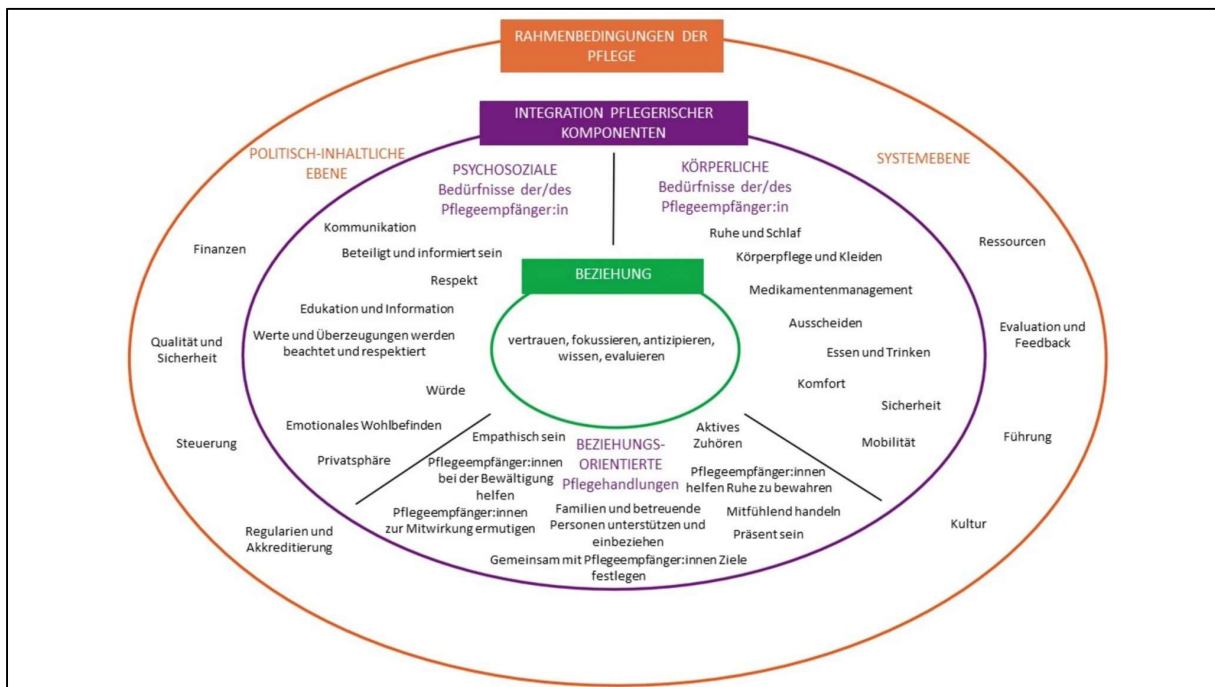 RAHMENBEDINGUNGEN DER
PFLEGE
INTEGRATION PFLEGERISCHER
KOMPONENTEN
POLITISCH-INHALTLICHE
EBENE
Finanzen
Qualität und
Sicherheit
Steuerung
Regularien und
Akkreditierung
PSYCHOSOZIALE
Bedürfnisse der/des
Pflegeempfänger:in
Kommunikation
Beteiligt und informiert sein
Respekt
Edukation und Information
Werte und Überzeugungen werden
beachtet und respektiert
Würde
Emotionales Wohlbefinden
Privatsphäre
BEZIEHUNG
vertrauen, fokussieren, antizipieren,
wissen, evaluieren
KÖRPERLICHE
Bedürfnisse der/des
Pflegeempfänger:in
Ruhe und Schlaf
Körperpflege und Kleiden
Medikamentenmanagement
Ausscheiden
Essen und Trinken
Komfort
Sicherheit
Mobilität
SYSTEMEBENE
Ressourcen
Evaluation und
Feedback
Führung
Kultur
BEZIEHUNGS-
ORIENTIERTE
Pflegehandlungen
Empathisch sein
Pflegeempfänger:innen
bei der Bewältigung
helfen
Pflegeempfänger:innen
zur Mitwirkung ermutigen
Familien und betreuende
Personen unterstützen und
einbeziehen
Gemeinsam mit Pflegeempfänger:innen Ziele
festlegen
Aktives
Zuhören
Pflegeempfänger:innen
helfen Ruhe zu bewahren
Mitfühlend handeln
Präsent sein